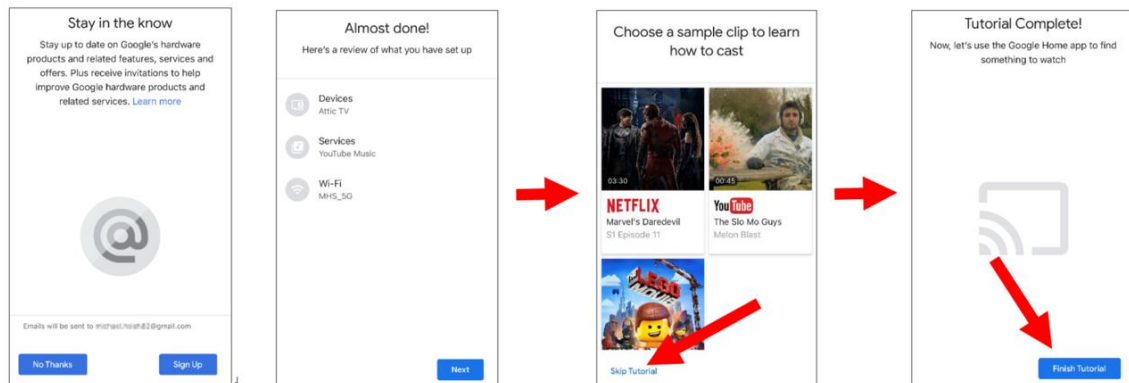 Stay in the know
Stay up to date on Google's hardware
products and related features, services and
offers. Plus receive invitations to help
improve Google hardware products and
related services. Learn more
Emails will be sent to
No Thanks
Sign Up
Almost done!
Here's a review of what you have set up
Devices
Attic TV
Services
YouTube Music
Wi-Fi
MHS_5G
Next
Choose a sample clip to learn
how to cast
03:30
NETFLIX
Marvel's Daredevil
S1 Episode 11
00:45
YouTube
The Slo Mo Guys
Melon Blast
THE LEGO
MOVIE
Skip Tutorial
Tutorial Complete!
Now, let's use the Google Home app to find
something to watch
Finish Tutorial